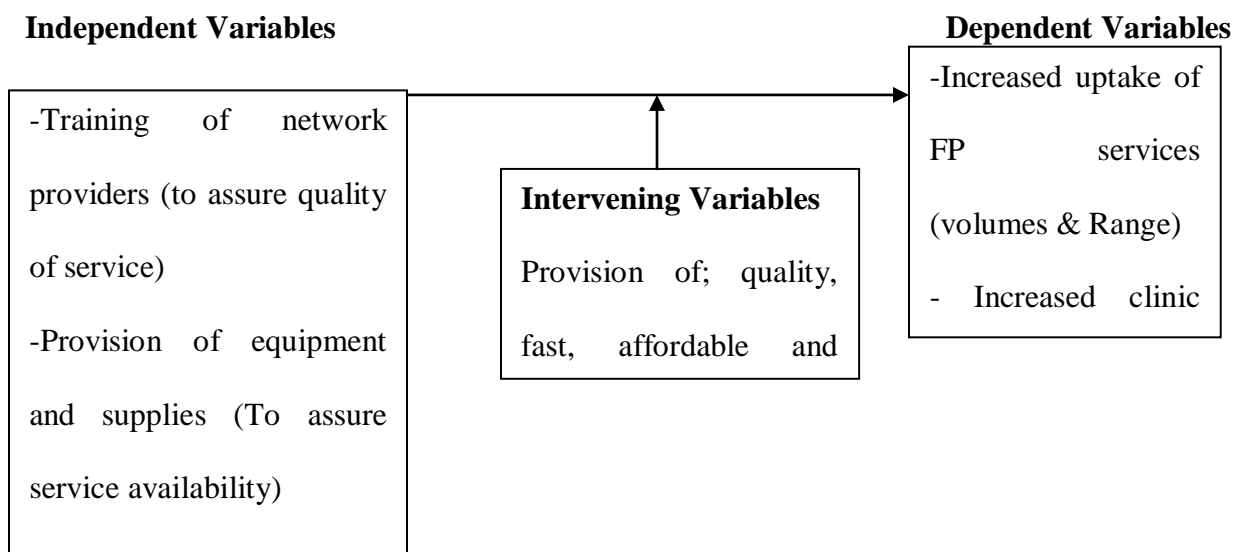 Independent Variables
-Training of network
providers (to assure quality
of service)
-Provision of equipment
and supplies (To assure
service availability)
Intervening Variables
Provision of; quality,
fast, affordable and
Dependent Variables
-Increased uptake of
FP services
(volumes & Range)
- Increased clinic